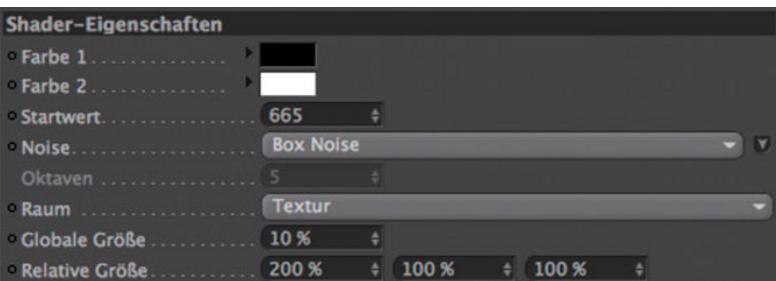 Shader-Eigenschaften
Farbe 1
Farbe 2
Startwert 665
Noise Box Noise
Oktaven 5
Raum Textur
Globale Größe 10 %
Relative Größe 200 % 100 % 100 %